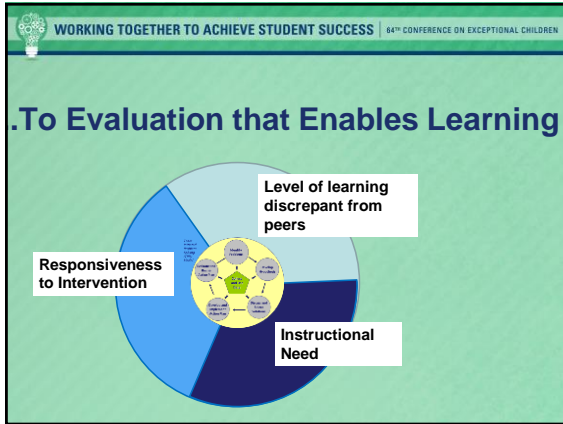 WORKING TOGETHER TO ACHIEVE STUDENT SUCCESS | 64TH CONFERENCE ON EXCEPTIONAL CHILDREN
.To Evaluation that Enables Learning
Level of learning
discrepant from
peers
Responsiveness
to Intervention
Instructional
Need